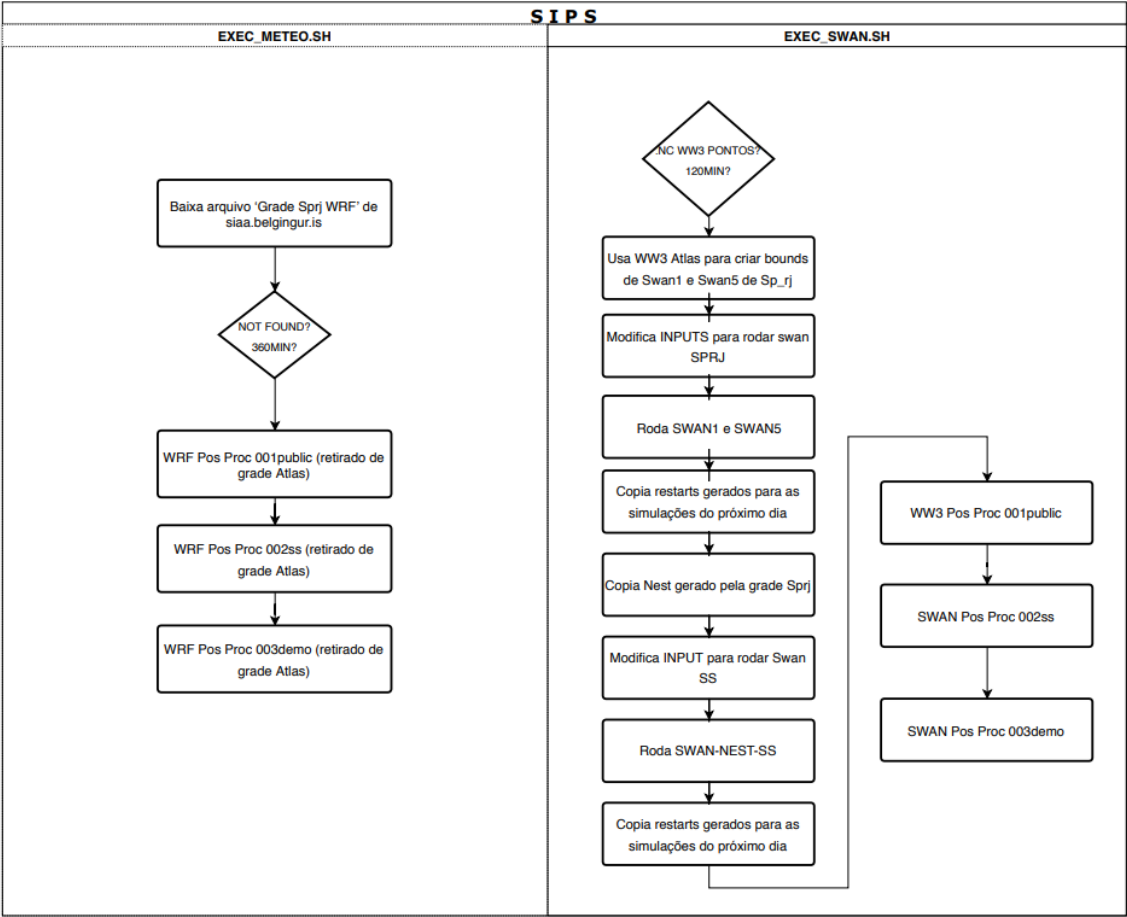 S I P S
EXEC_METEO.SH
Baixa arquivo ‘Grade Sprj WRF’ de
siaa.belgingur.is
NOT FOUND?
360MIN?
WRF Pos Proc 001public (retirado de
grade Atlas)
WRF Pos Proc 002ss (retirado de
grade Atlas)
WRF Pos Proc 003demo (retirado de
grade Atlas)
EXEC_SWAN.SH
.NC WW3 PONTOS?
120MIN?
Usa WW3 Atlas para criar bounds
de Swan1 e Swan5 de Sp_rj
Modifica INPUTS para rodar swan
SPRJ
Roda SWAN1 e SWAN5
Copia restarts gerados para as
simulações do próximo dia
Copia Nest gerado pela grade Sprj
Modifica INPUT para rodar Swan
SS
Roda SWAN-NEST-SS
Copia restarts gerados para as
simulações do próximo dia
WW3 Pos Proc 001public
SWAN Pos Proc 002ss
SWAN Pos Proc 003demo